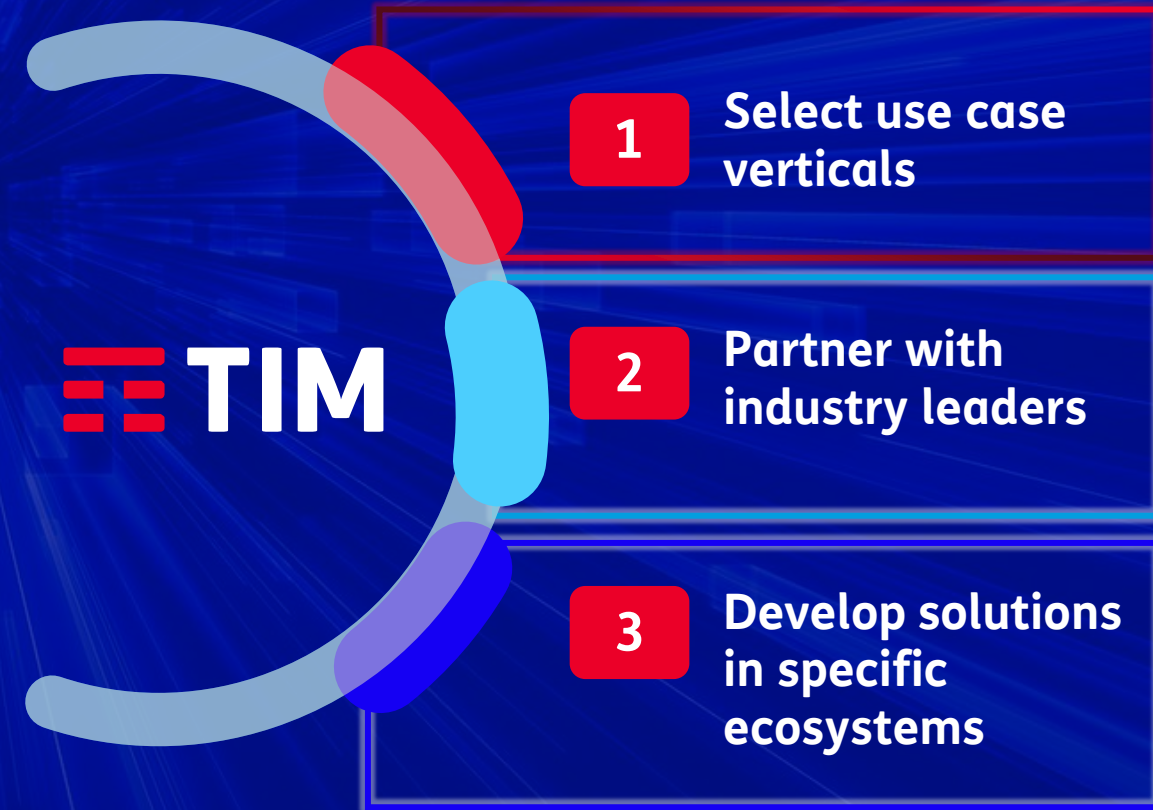 TIM
1
Select use case
verticals
2
Partner with
industry leaders
3
Develop solutions
in specific
ecosystems